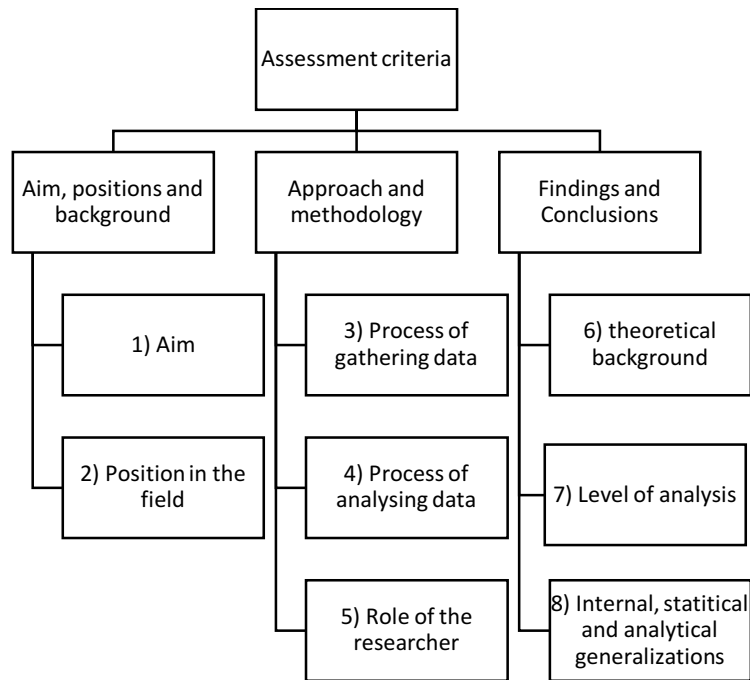 Assessment criteria
Aim, positions and
background
Approach and
methodology
Findings and
Conclusions
1) Aim
3) Process of
gathering data
6) theoretical
background
2) Position in the
field
4) Process of
analysing data
7) Level of analysis
5) Role of the
researcher
8) Internal, statitical
and analytical
generalizations